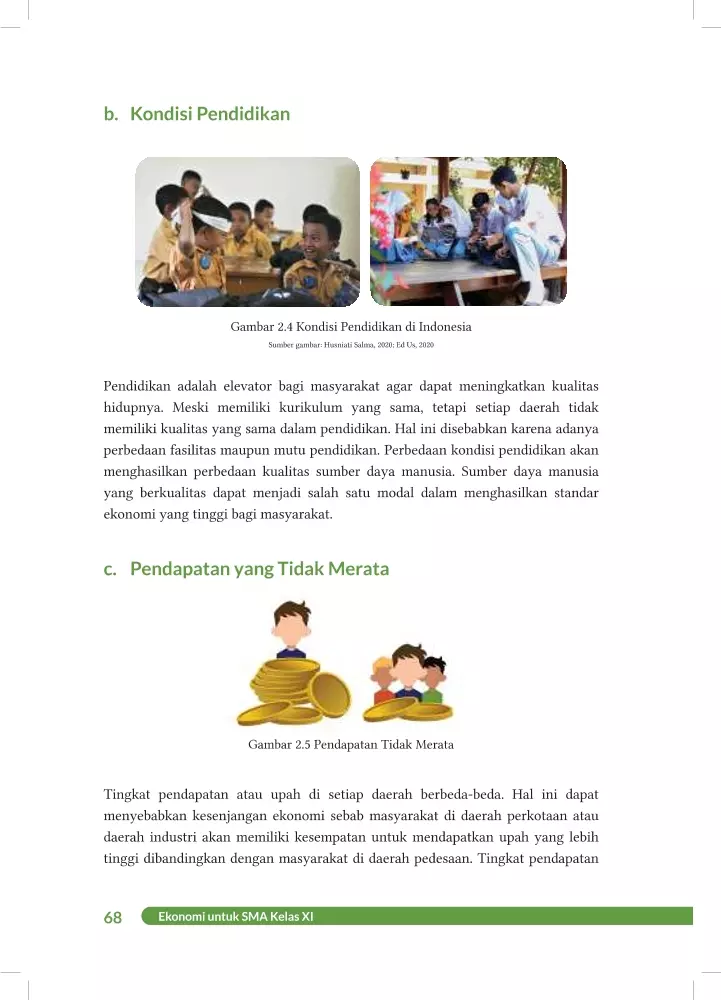 b. Kondisi Pendidikan
Gambar 2.4 Kondisi Pendidikan di Indonesia
Sumber gambar: Husniati Salma, 2020; Ed Us, 2020
Pendidikan adalah elevator bagi masyarakat agar dapat meningkatkan kualitas
hidupnya. Meski memiliki kurikulum yang sama, tetapi setiap daerah tidak
memiliki kualitas yang sama dalam pendidikan. Hal ini disebabkan karena adanya
perbedaan fasilitas maupun mutu pendidikan. Perbedaan kondisi pendidikan akan
menghasilkan perbedaan kualitas sumber daya manusia. Sumber daya manusia
yang berkualitas dapat menjadi salah satu modal dalam menghasilkan standar
ekonomi yang tinggi bagi masyarakat.
c. Pendapatan yang Tidak Merata
Gambar 2.5 Pendapatan Tidak Merata
Tingkat pendapatan atau upah di setiap daerah berbeda-beda. Hal ini dapat
menyebabkan kesenjangan ekonomi sebab masyarakat di daerah perkotaan atau
daerah industri akan memiliki kesempatan untuk mendapatkan upah yang lebih
tinggi dibandingkan dengan masyarakat di daerah pedesaan. Tingkat pendapatan
68 Ekonomi untuk SMA Kelas XI